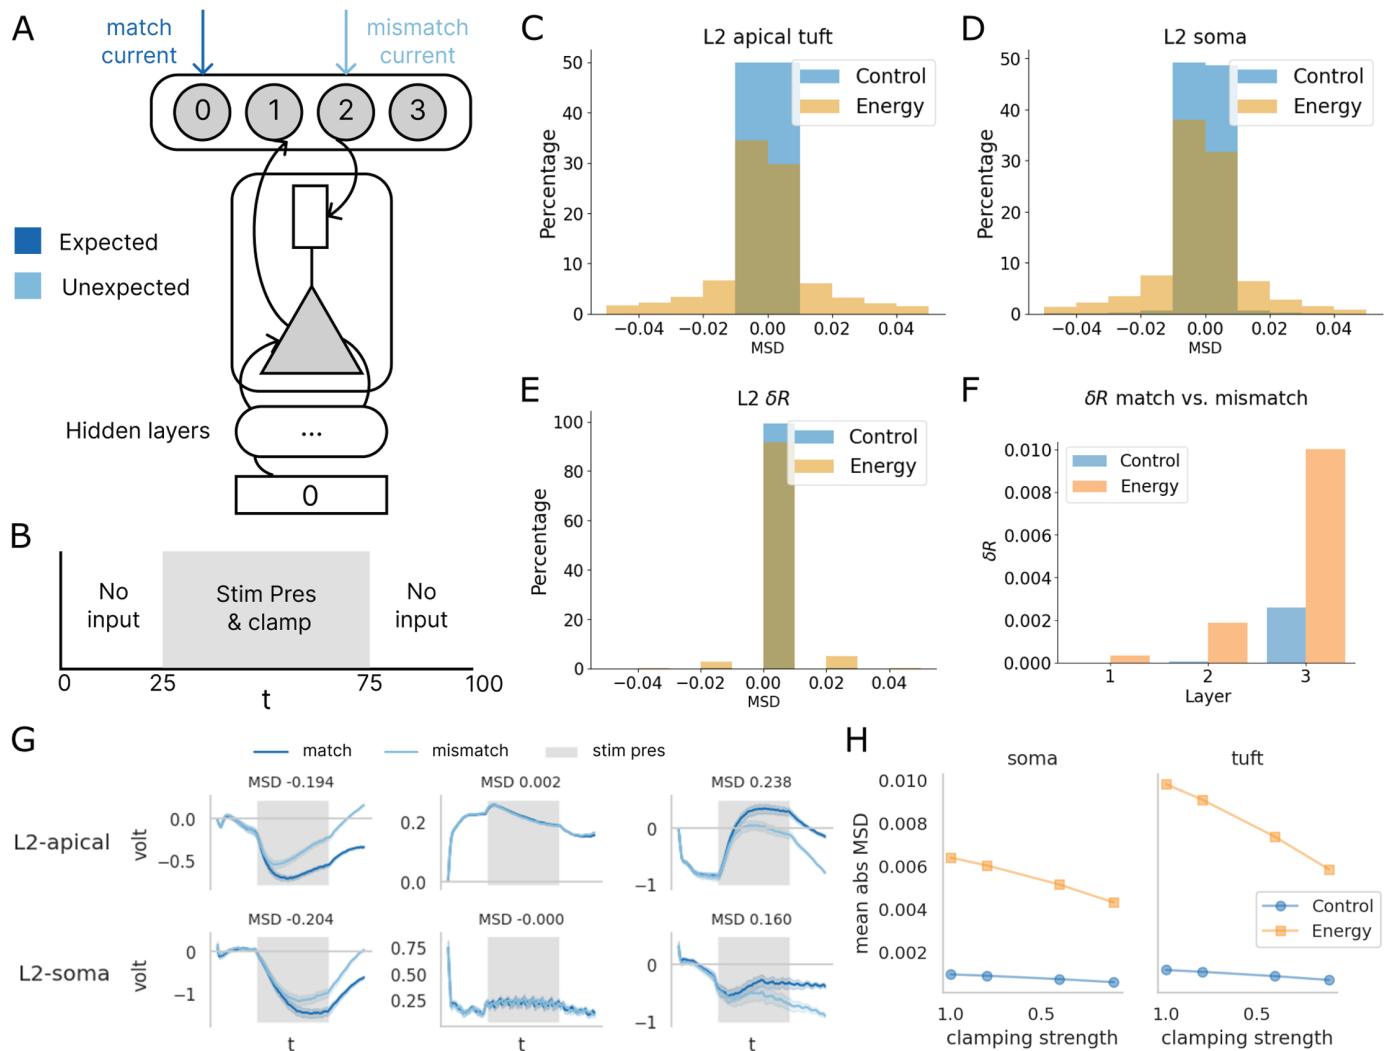 A
match
current
mismatch
current
0 1 2 3
Expected
Unexpected
Hidden layers
...
0
B
No
input
Stim Pres
& clamp
No
input
0 25 75 100
t
C
L2 apical tuft
Control
Energy
Percentage
50
40
30
20
10
0
−0.04 −0.02 0.00 0.02 0.04
MSD
D
L2 soma
Control
Energy
Percentage
50
40
30
20
10
0
−0.04 −0.02 0.00 0.02 0.04
MSD
E
L2 δR
Control
Energy
Percentage
100
80
60
40
20
0
−0.04 −0.02 0.00 0.02 0.04
MSD
F
δR match vs. mismatch
Control
Energy
δR
0.010
0.008
0.006
0.004
0.002
0.000
1 2 3
Layer
G
match mismatch stim pres
L2-apical
volt
MSD -0.194
0.0
−0.5
MSD 0.002
0.2
0.0
MSD 0.238
0
−1
L2-soma
volt
MSD -0.204
0
−1
t
MSD -0.000
0.75
0.50
0.25
t
MSD 0.160
0
−1
t
H
soma
tuft
mean abs MSD
0.010
0.008
0.006
0.004
0.002
Control
Energy
1.0 0.5
clamping strength
1.0 0.5
clamping strength